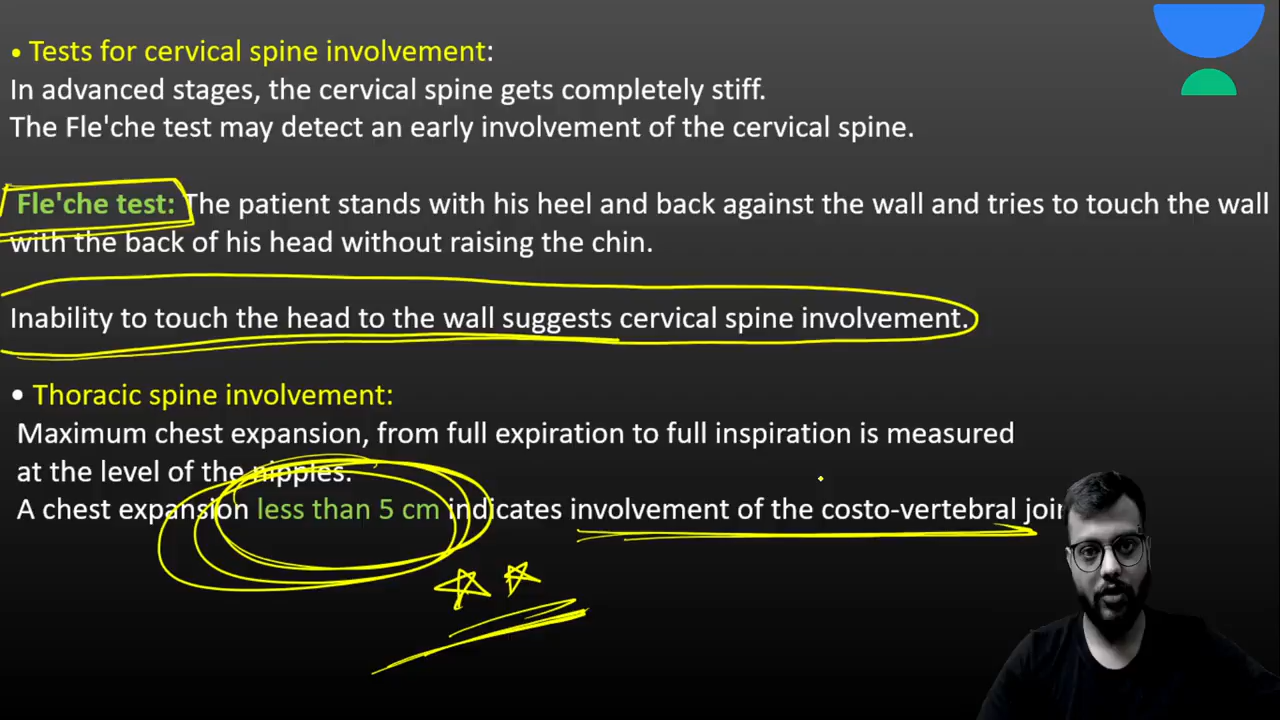 • Tests for cervical spine involvement:
In advanced stages, the cervical spine gets completely stiff.
The Fle'che test may detect an early involvement of the cervical spine.
Fle'che test: The patient stands with his heel and back against the wall and tries to touch the wall
with the back of his head without raising the chin.
Inability to touch the head to the wall suggests cervical spine involvement.
• Thoracic spine involvement:
Maximum chest expansion, from full expiration to full inspiration is measured
at the level of the nipples.
A chest expansion less than 5 cm indicates involvement of the costo-vertebral